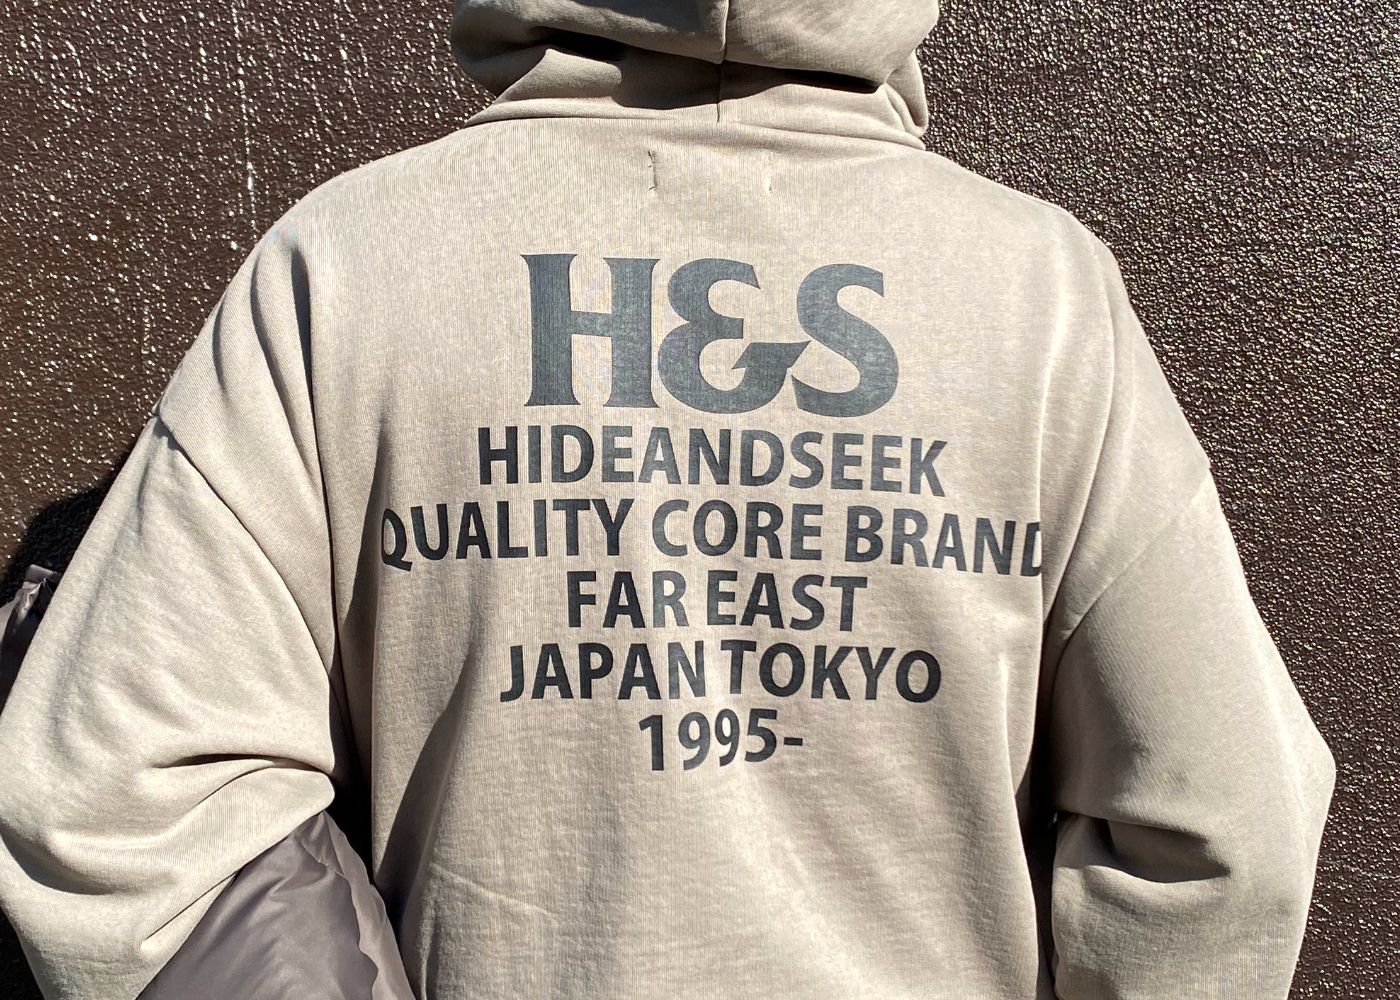 H&S
HIDEANDSEEK
QUALITY CORE BRAND
FAR EAST
JAPAN TOKYO
1995-